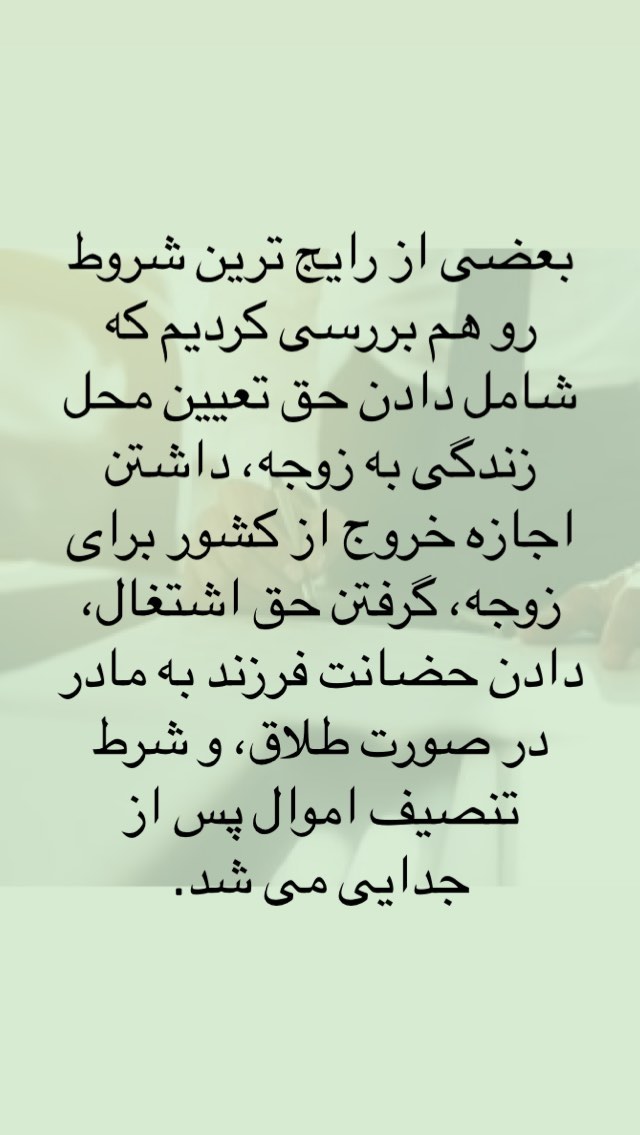 بعضی از رایج ترین شروط
رو هم بررسی کردیم که
شامل دادن حق تعیین محل
زندگی به زوجه، داشتن
اجازه خروج از کشور برای
زوجه، گرفتن حق اشتغال،
دادن حضانت فرزند به مادر
در صورت طلاق، و شرط
تنصیف اموال پس از
جدایی می شد.